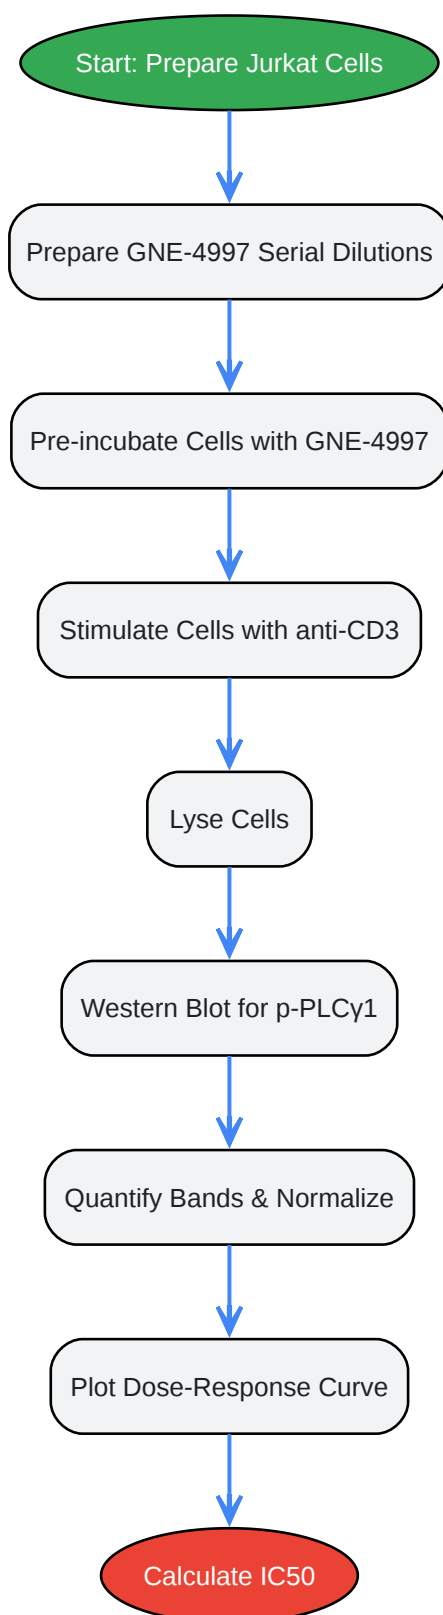 Start: Prepare Jurkat Cells
Prepare GNE-4997 Serial Dilutions
Pre-incubate Cells with GNE-4997
Stimulate Cells with anti-CD3
Lyse Cells
Western Blot for p-PLCγ1
Quantify Bands & Normalize
Plot Dose-Response Curve
Calculate IC50